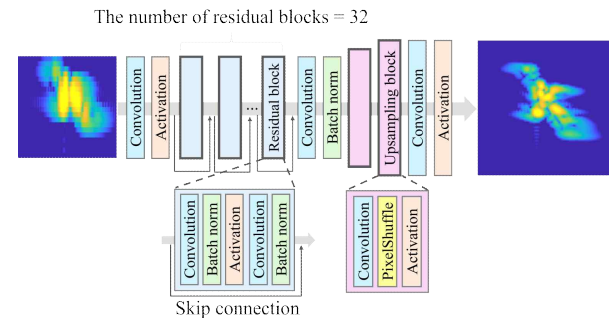 The number of residual blocks = 32
Convolution
Activation
...
Residual block
Convolution
Batch norm
Upsampling block
Convolution
Activation
Convolution
Batch norm
Activation
Convolution
Batch norm
Convolution
PixelShuffle
Activation
Skip connection